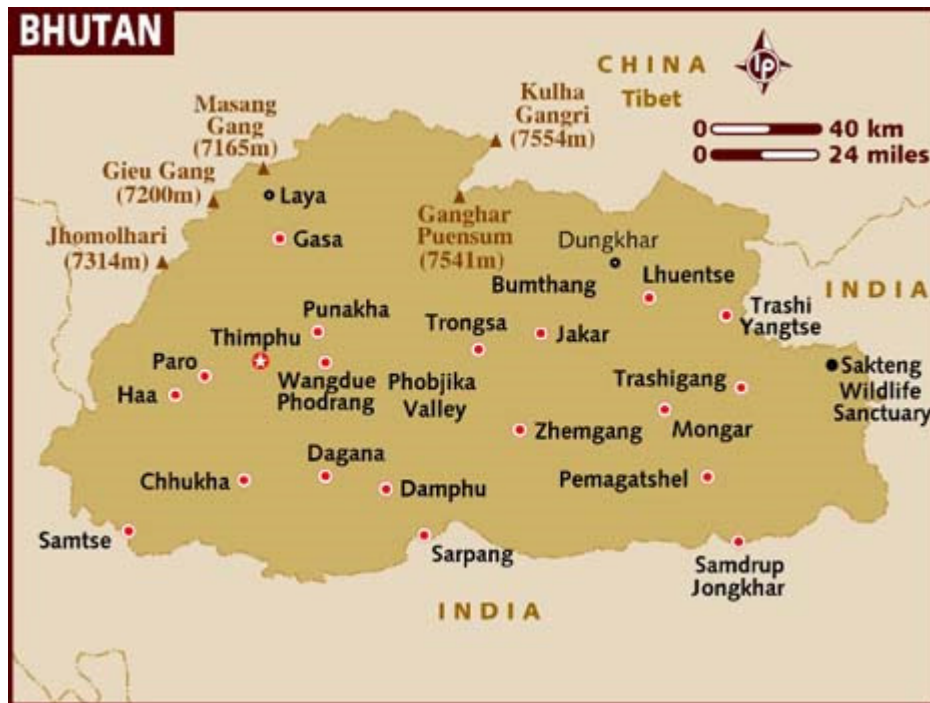 BHUTAN
CHINA
Tibet
lp
0 40 km
0 24 miles
Kulha
Gangri
(7554m)
Masang
Gang
(7165m)
Gieu Gang
(7200m)
Jhomolhari
(7314m)
Laya
Gasa
Ganghar
Puensum
(7541m)
Dungkhar
Bumthang
Lhuentse
INDIA
Trashi
Yangtse
Punakha
Thimphu
Trongsa
Jakar
Paro
Haa
Wangdue
Phodrang
Phobjika
Valley
Trashigang
Sakteng
Wildlife
Sanctuary
Zhemgang
Mongar
Dagana
Chhukha
Damphu
Pemagatshel
Samtse
Sarpang
Samdrup
Jongkhar
INDIA